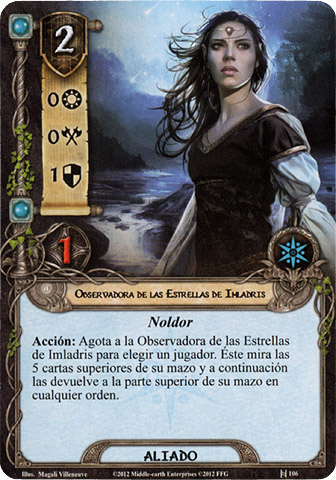 2
0
0
1
1
Observadora de las Estrellas de Imladris
Noldor
Acción: Agota a la Observadora de las Estrellas
de Imladris para elegir un jugador. Éste mira las
5 cartas superiores de su mazo y a continuación
las devuelve a la parte superior de su mazo en
cualquier orden.
ALIADO
Illus. Magali Villeneuve ©2012 Middle-earth Enterprises ©2012 FFG 106